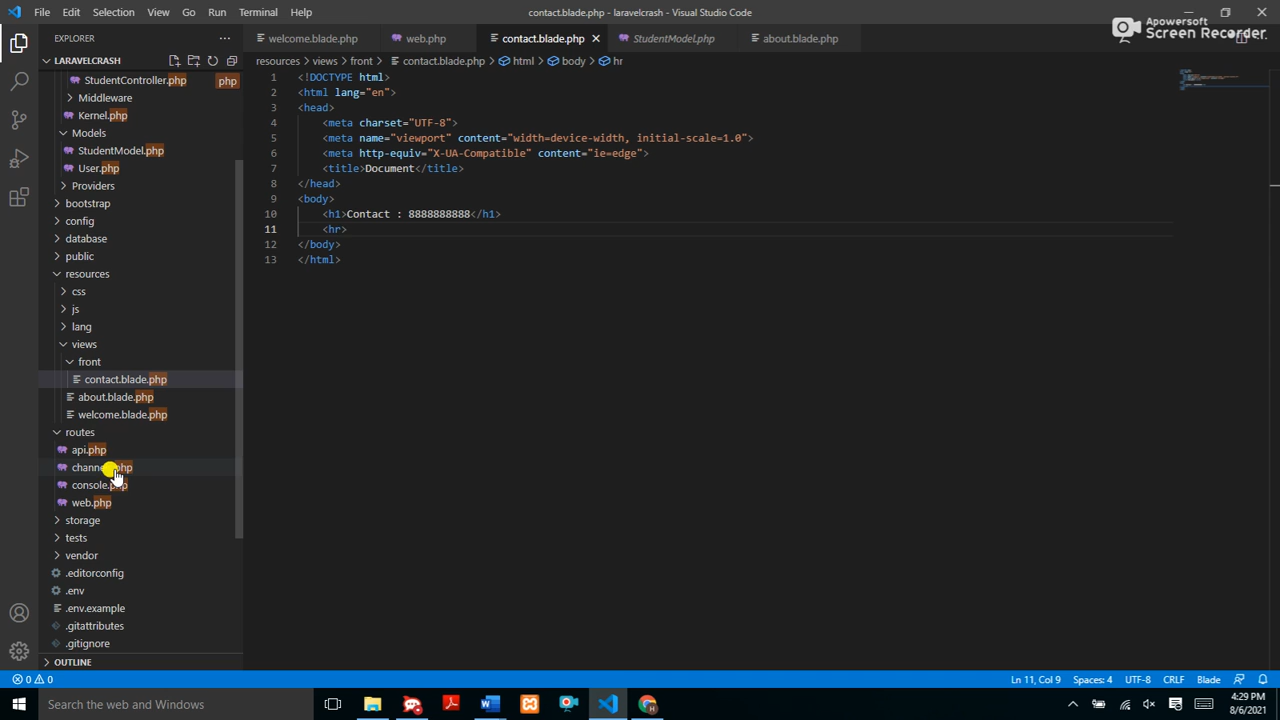 File Edit Selection View Go Run Terminal Help
contact.blade.php - laravelcrash - Visual Studio Code
Apowersoft
Screen Recorder
EXPLORER
LARAVELCRASH
StudentController.php
php
Middleware
Kernel.php
Models
StudentModel.php
User.php
Providers
bootstrap
config
database
public
resources
css
js
lang
views
front
contact.blade.php
about.blade.php
welcome.blade.php
routes
api.php
console.php
web.php
storage
tests
vendor
.editorconfig
.env
.env.example
.gitattributes
.gitignore
OUTLINE
welcome.blade.php web.php contact.blade.php StudentModel.php about.blade.php
resources > views > front > contact.blade.php > html > body > hr
1 <!DOCTYPE html>
2 <html lang="en">
3 <head>
4 <meta charset="UTF-8">
5 <meta name="viewport" content="width=device-width, initial-scale=1.0">
6 <meta http-equiv="X-UA-Compatible" content="ie=edge">
7 <title>Document</title>
8 </head>
9 <body>
10 <h1>Contact : 8888888888</h1>
11 <hr>
12 </body>
13 </html>
0 0 Ln 11, Col 9 Spaces: 4 UTF-8 CRLF Blade
Search the web and Windows
4:29 PM
8/6/2021